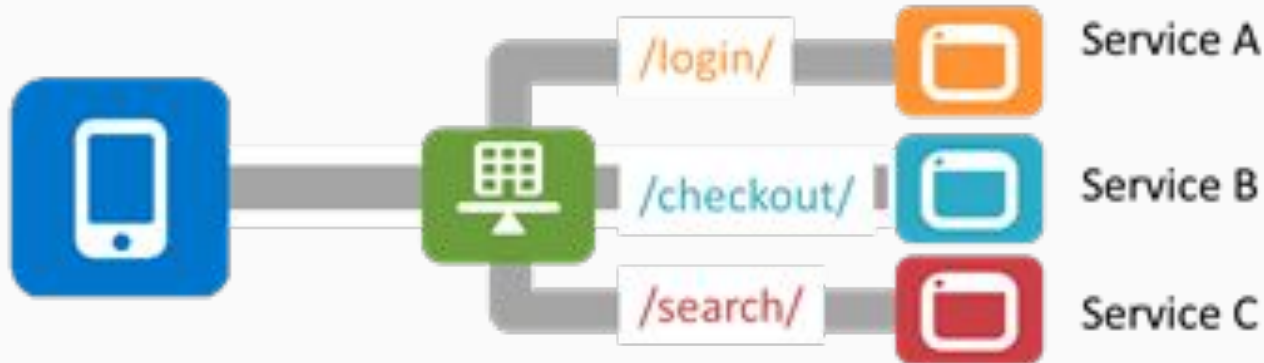 /login/
Service A
/checkout/
Service B
/search/
Service C